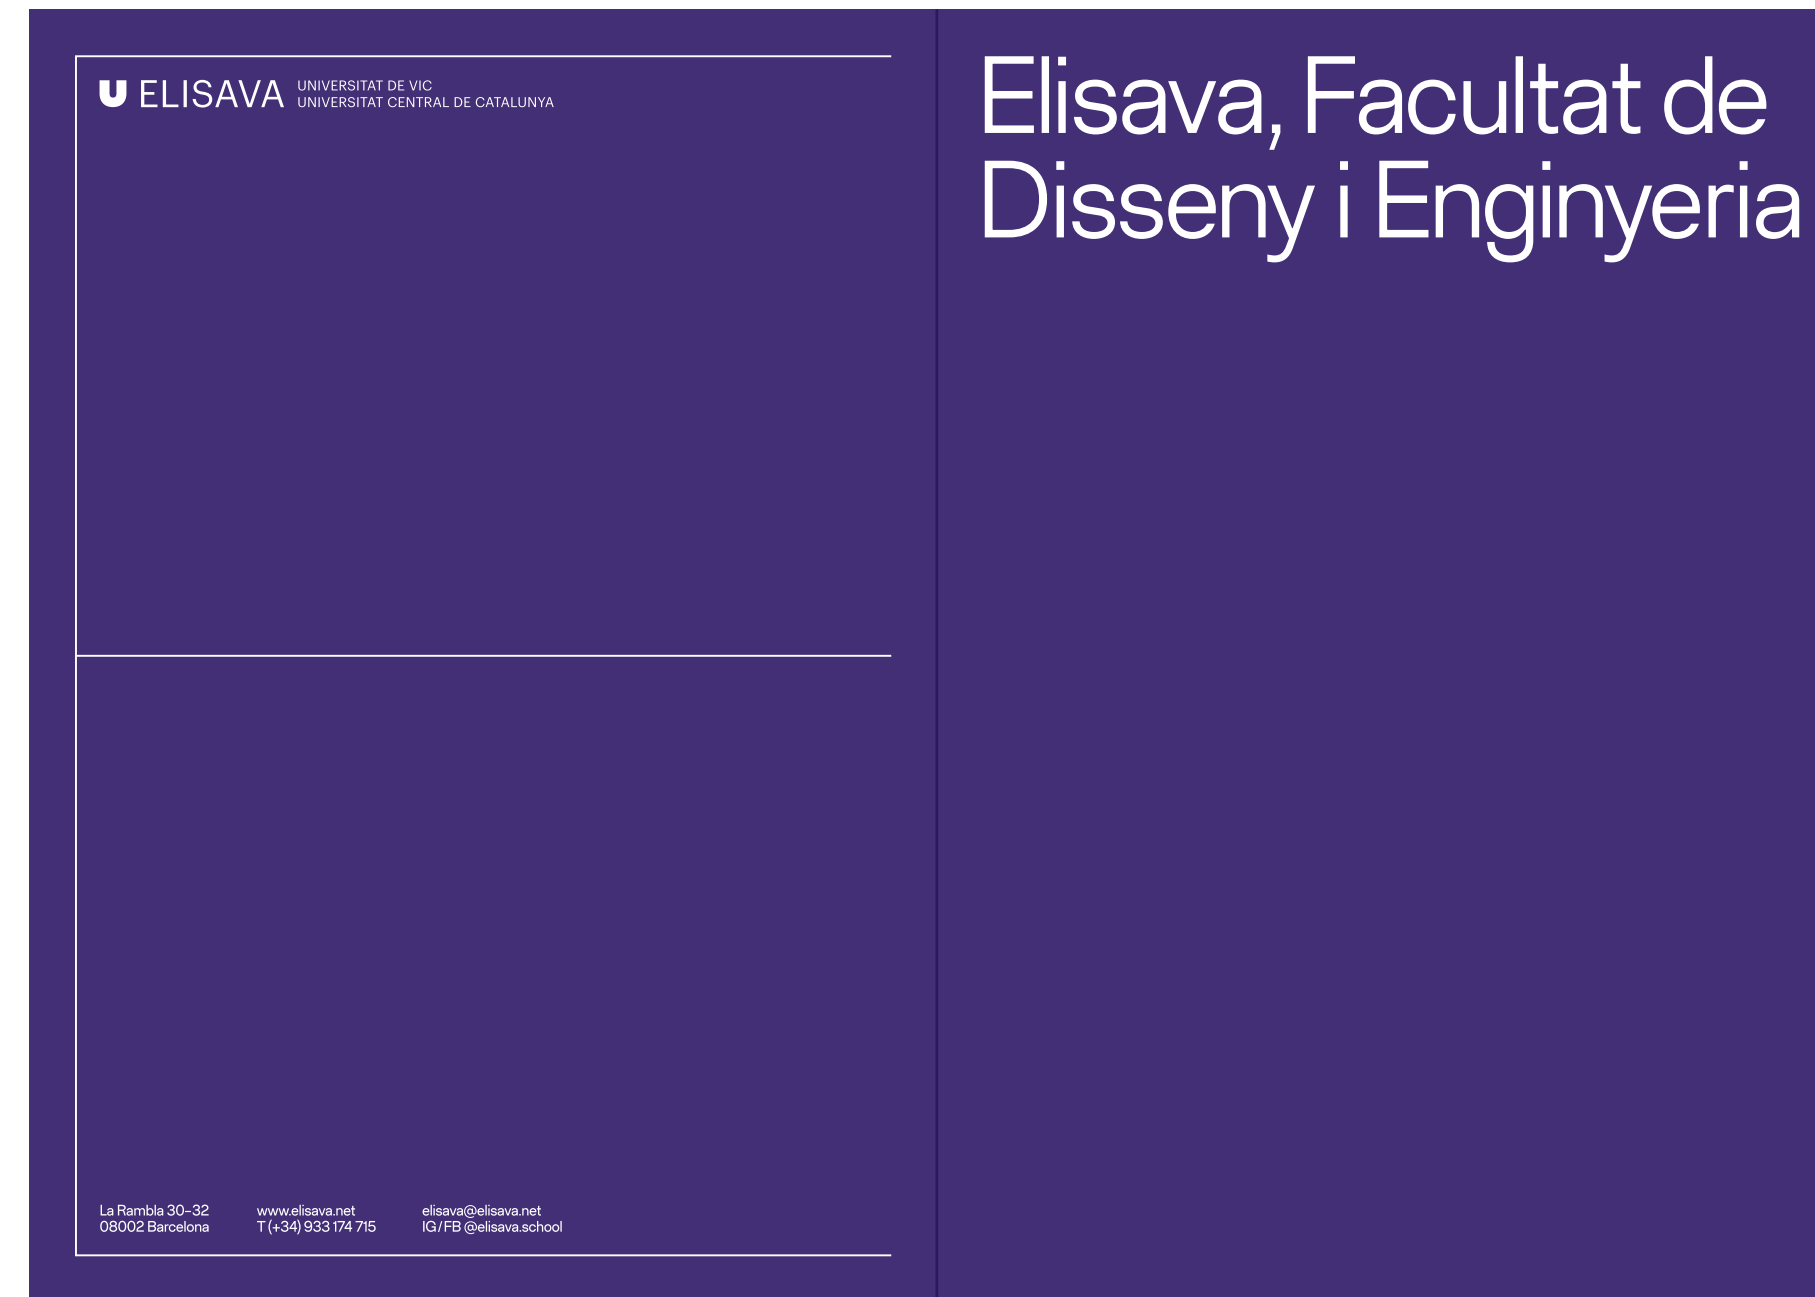 U ELISAVA
UNIVERSITAT DE VIC
UNIVERSITAT CENTRAL DE CATALUNYA
La Rambla 30–32
08002 Barcelona
www.elisava.net
T (+34) 933 174 715
elisava@elisava.net
IG/FB @elisava.school
Elisava, Facultat de
Disseny i Enginyeria